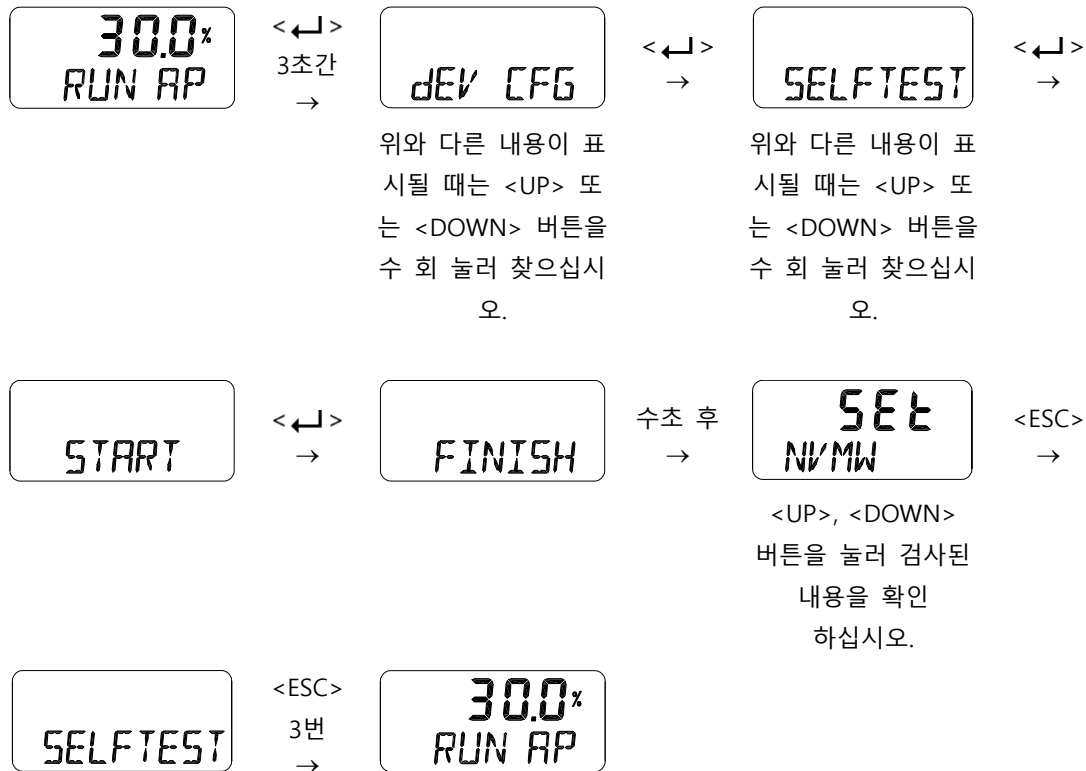 30.0%
RUN AP
<↵>
3초간
→
dEV CFG
위와 다른 내용이 표
시될 때는 <UP> 또
는 <DOWN> 버튼을
수 회 눌러 찾으십시
오.
<↵>
→
SELFTEST
위와 다른 내용이 표
시될 때는 <UP> 또
는 <DOWN> 버튼을
수 회 눌러 찾으십시
오.
<↵>
→
START
<↵>
→
FINISH
수초 후
→
SEt
NVMW
<UP>, <DOWN>
버튼을 눌러 검사된
내용을 확인
하십시오.
<ESC>
→
SELFTEST
<ESC>
3번
→
30.0%
RUN AP